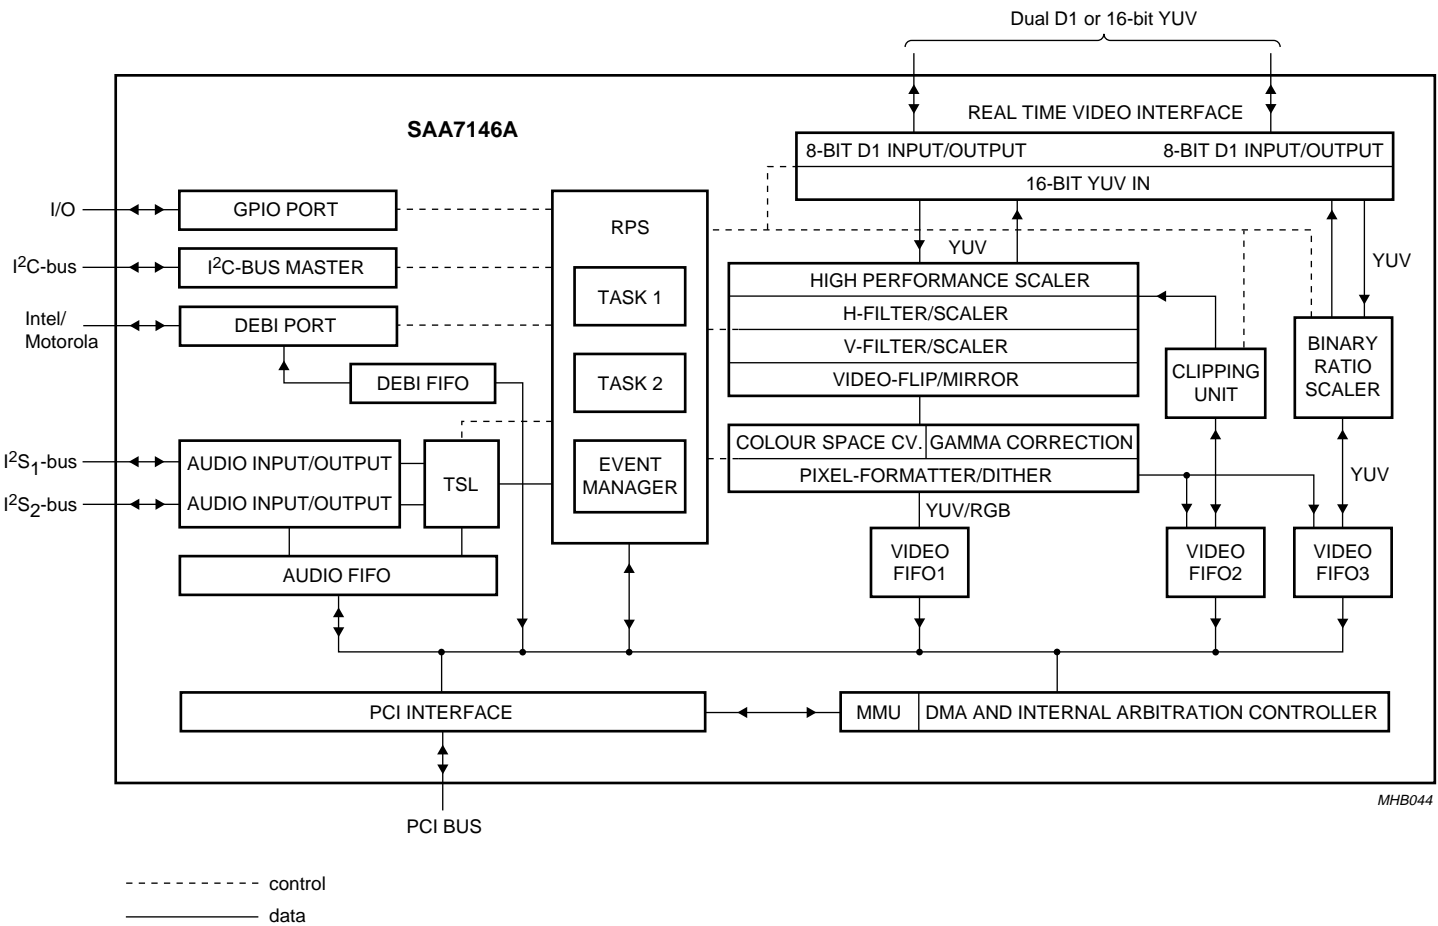 Dual D1 or 16-bit YUV
SAA7146A
REAL TIME VIDEO INTERFACE
8-BIT D1 INPUT/OUTPUT
8-BIT D1 INPUT/OUTPUT
16-BIT YUV IN
I/O
GPIO PORT
RPS
YUV
YUV
I2C-bus
I2C-BUS MASTER
HIGH PERFORMANCE SCALER
TASK 1
H-FILTER/SCALER
Intel/
Motorola
DEBI PORT
V-FILTER/SCALER
BINARY
RATIO
SCALER
CLIPPING
UNIT
DEBI FIFO
TASK 2
VIDEO-FLIP/MIRROR
COLOUR SPACE CV.
GAMMA CORRECTION
I2S1-bus
AUDIO INPUT/OUTPUT
TSL
EVENT
MANAGER
PIXEL-FORMATTER/DITHER
YUV
I2S2-bus
AUDIO INPUT/OUTPUT
YUV/RGB
VIDEO
FIFO1
VIDEO
FIFO2
VIDEO
FIFO3
AUDIO FIFO
PCI INTERFACE
MMU
DMA AND INTERNAL ARBITRATION CONTROLLER
MHB044
PCI BUS
control
data